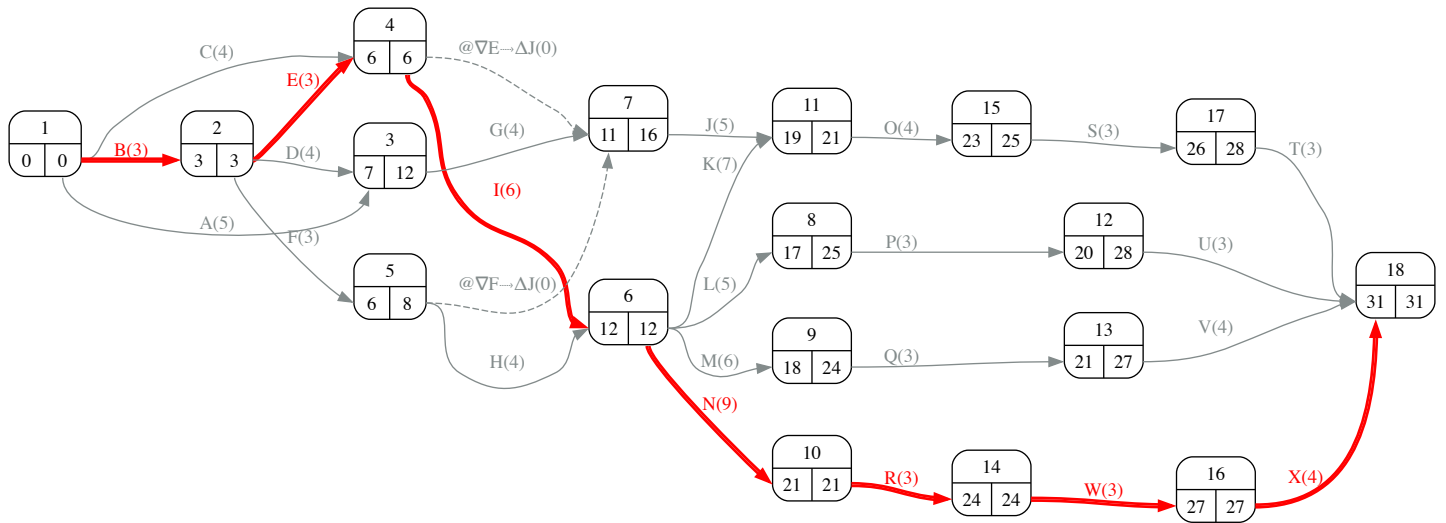 4
6 6
C(4)
@∇E→ΔJ(0)
E(3)
7
11 16
11
19 21
15
23 25
17
26 28
1
0 0
2
3 3
3
7 12
B(3)
D(4)
G(4)
J(5)
O(4)
S(3)
T(3)
K(7)
I(6)
A(5)
F(3)
8
17 25
12
20 28
P(3)
U(3)
5
6 8
@∇F→ΔJ(0)
L(5)
6
12 12
18
31 31
H(4)
M(6)
9
18 24
Q(3)
13
21 27
V(4)
N(9)
10
21 21
R(3)
14
24 24
W(3)
16
27 27
X(4)